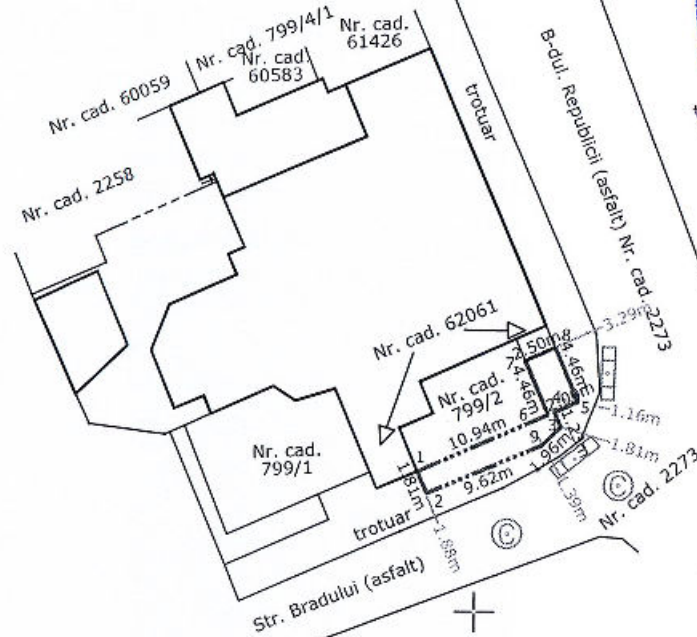 Nr. cad. 799/4/1
61426
Nr. cad.
60583
Nr. cad. 60059
Nr. cad. 2258
trotuar
B-dul. Republicii (asfalt) Nr. cad. 2273
Nr. cad. 62061
3.29m
8
2.50m
7
4.46m
4.46m
Nr. cad.
799/2
6
5
1.16m
10.94m
9
1
1.81m
1.96m
1.81m
9.62m
2
1.39m
1.88m
Nr. cad.
799/1
trotuar
Str. Bradului (asfalt)
Nr. cad. 2273
C
C